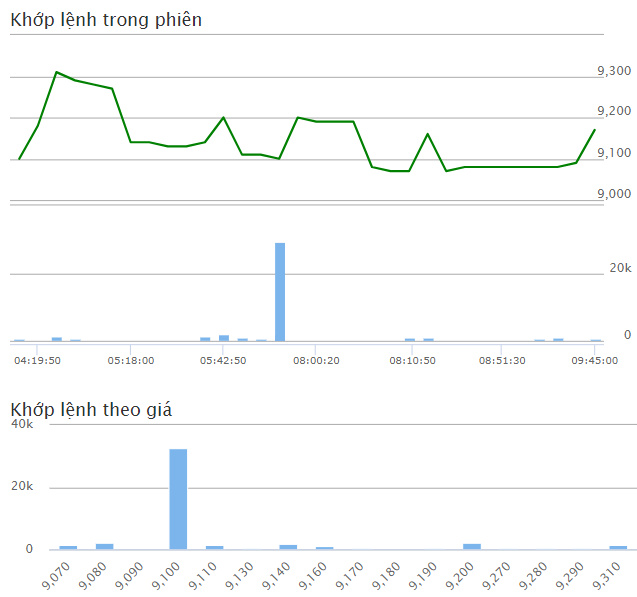 Khớp lệnh trong phiên
9,300
9,200
9,100
9,000
20k
0
04:19:50 05:18:00 05:42:50 08:00:20 08:10:50 08:51:30 09:45:00
Khớp lệnh theo giá
40k
20k
0
9,070 9,080 9,090 9,100 9,110 9,130 9,140 9,160 9,170 9,180 9,190 9,200 9,270 9,280 9,290 9,310